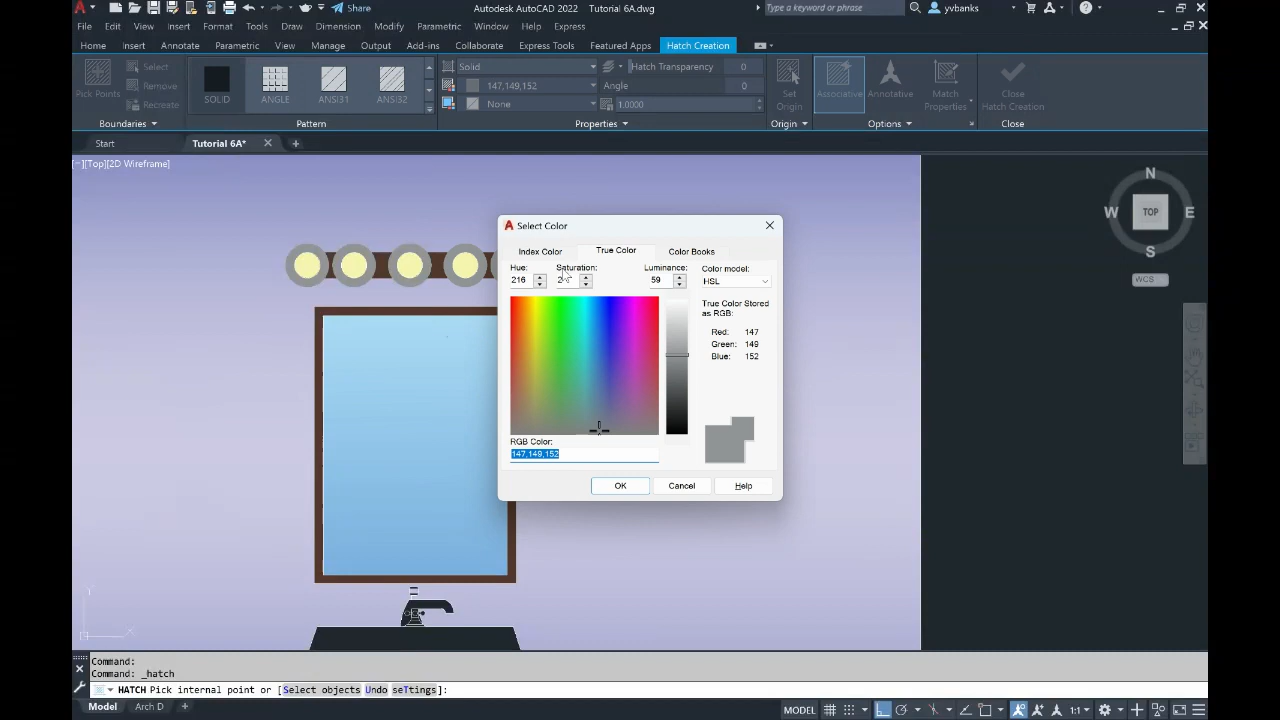 Share
Autodesk AutoCAD 2022 Tutorial 6A.dwg
Type a keyword or phrase
yvbanks
File Edit View Insert Format Tools Draw Dimension Modify Parametric Window Help Express
Home Insert Annotate Parametric View Manage Output Add-ins Collaborate Express Tools Featured Apps Hatch Creation
Pick Points
Select
Remove
Recreate
SOLID
ANGLE
ANSI31
ANSI32
Solid
147,149,152
None
Hatch Transparency 0
Angle 0
1.0000
Set
Origin
Associative
Annotative
Match
Properties
Close
Hatch Creation
Boundaries
Pattern
Properties
Origin
Options
Close
Start
Tutorial 6A*
[−][Top][2D Wireframe]
N
W
TOP
E
S
WCS
Select Color
Index Color
True Color
Color Books
Hue:
Saturation:
Luminance:
Color model:
216
2
59
HSL
True Color Stored
as RGB:
Red: 147
Green: 149
Blue: 152
RGB Color:
147,149,152
OK
Cancel
Help
Command:
Command: _hatch
HATCH Pick internal point or [Select objects Undo seTtings]:
Model
Arch D
MODEL
1:1